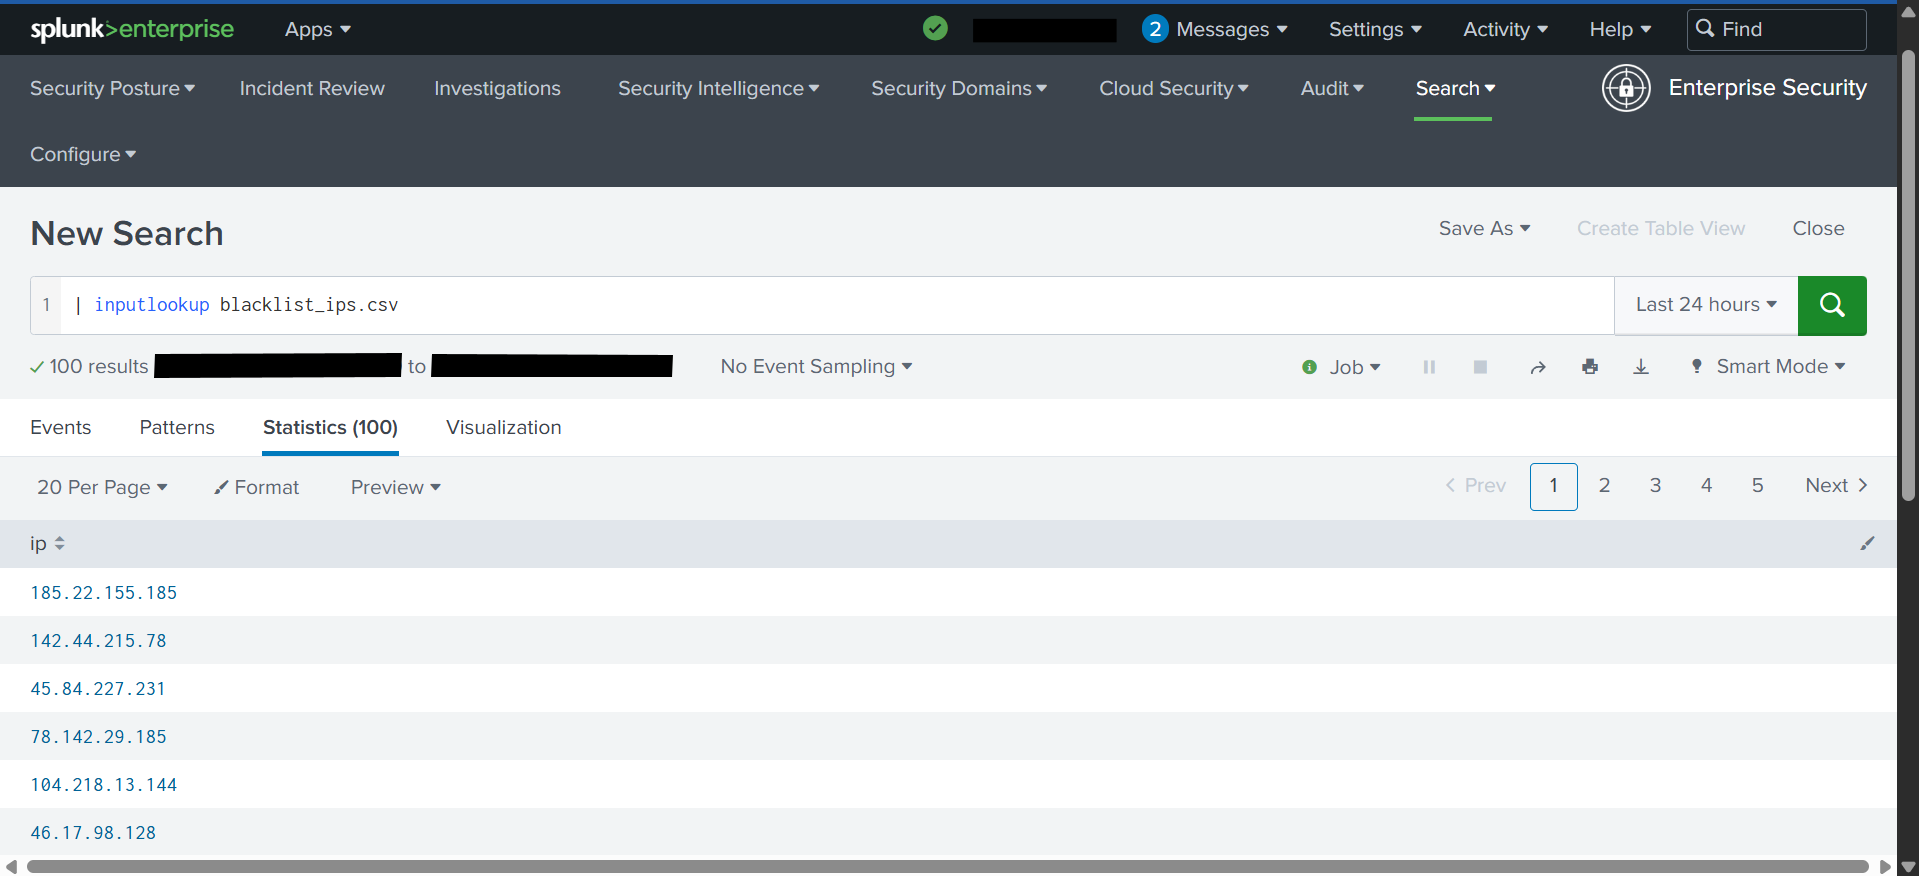 splunk>enterprise Apps 2 Messages Settings Activity Help Find
Security Posture Incident Review Investigations Security Intelligence Security Domains Cloud Security Audit Search Enterprise Security
Configure
New Search Save As Create Table View Close
1 | inputlookup blacklist_ips.csv Last 24 hours
100 results to No Event Sampling i Job Smart Mode
Events Patterns Statistics (100) Visualization
20 Per Page Format Preview < Prev 1 2 3 4 5 Next >
ip
185.22.155.185
142.44.215.78
45.84.227.231
78.142.29.185
104.218.13.144
46.17.98.128